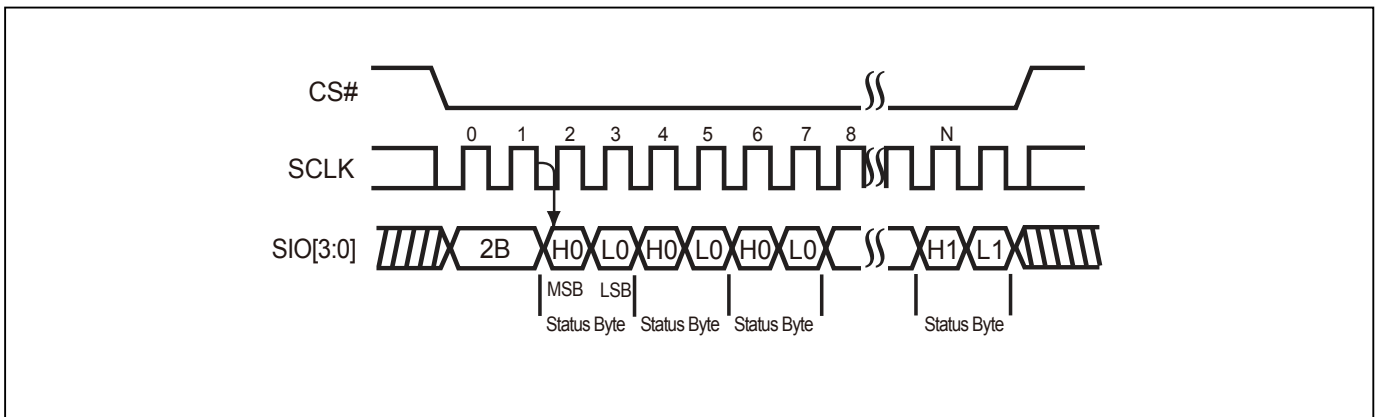 CS#
0 1 2 3 4 5 6 7 8 N
SCLK
SIO[3:0] 2B H0 L0 H0 L0 H0 L0 H1 L1
MSB LSB
Status Byte Status Byte Status Byte Status Byte